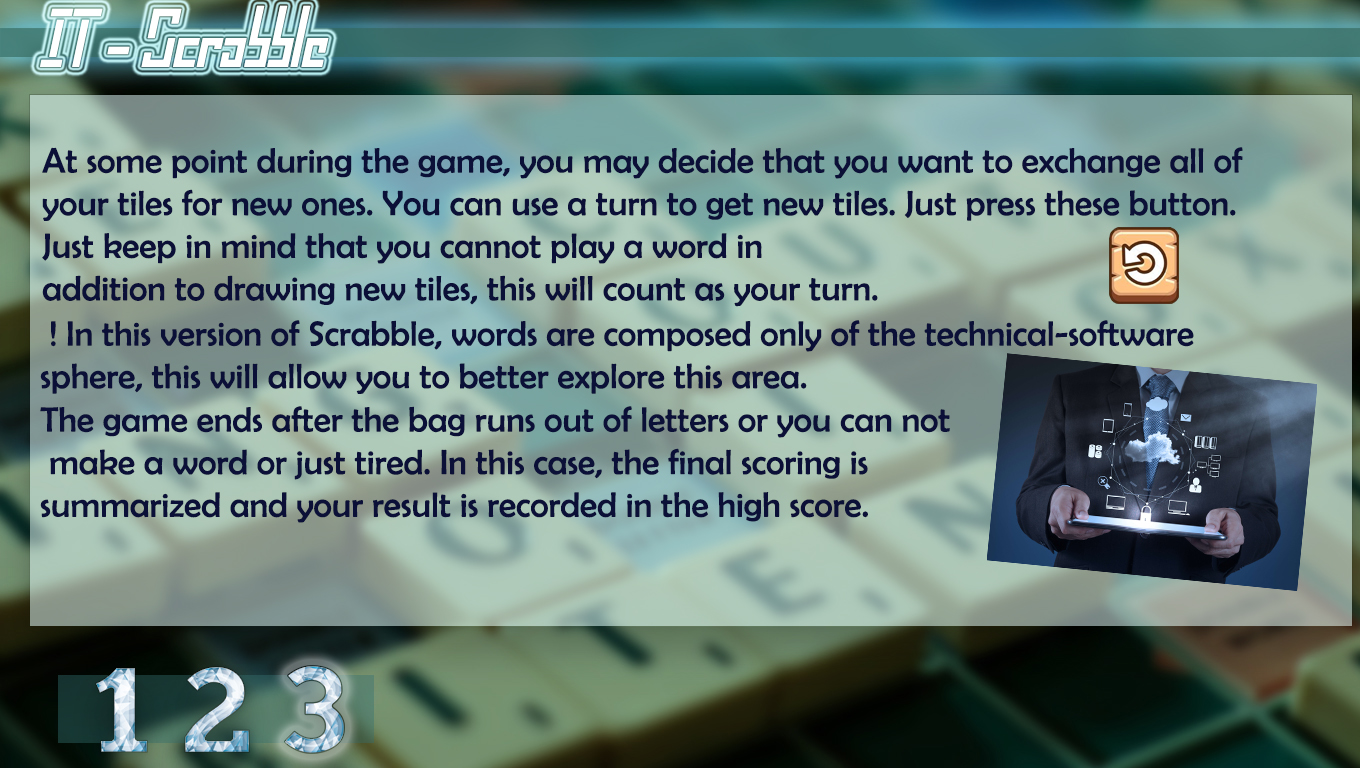 IT - Scrabble
At some point during the game, you may decide that you want to exchange all of
your tiles for new ones. You can use a turn to get new tiles. Just press these button.
Just keep in mind that you cannot play a word in
addition to drawing new tiles, this will count as your turn.
! In this version of Scrabble, words are composed only of the technical-software
sphere, this will allow you to better explore this area.
The game ends after the bag runs out of letters or you can not
make a word or just tired. In this case, the final scoring is
summarized and your result is recorded in the high score.
1 2 3